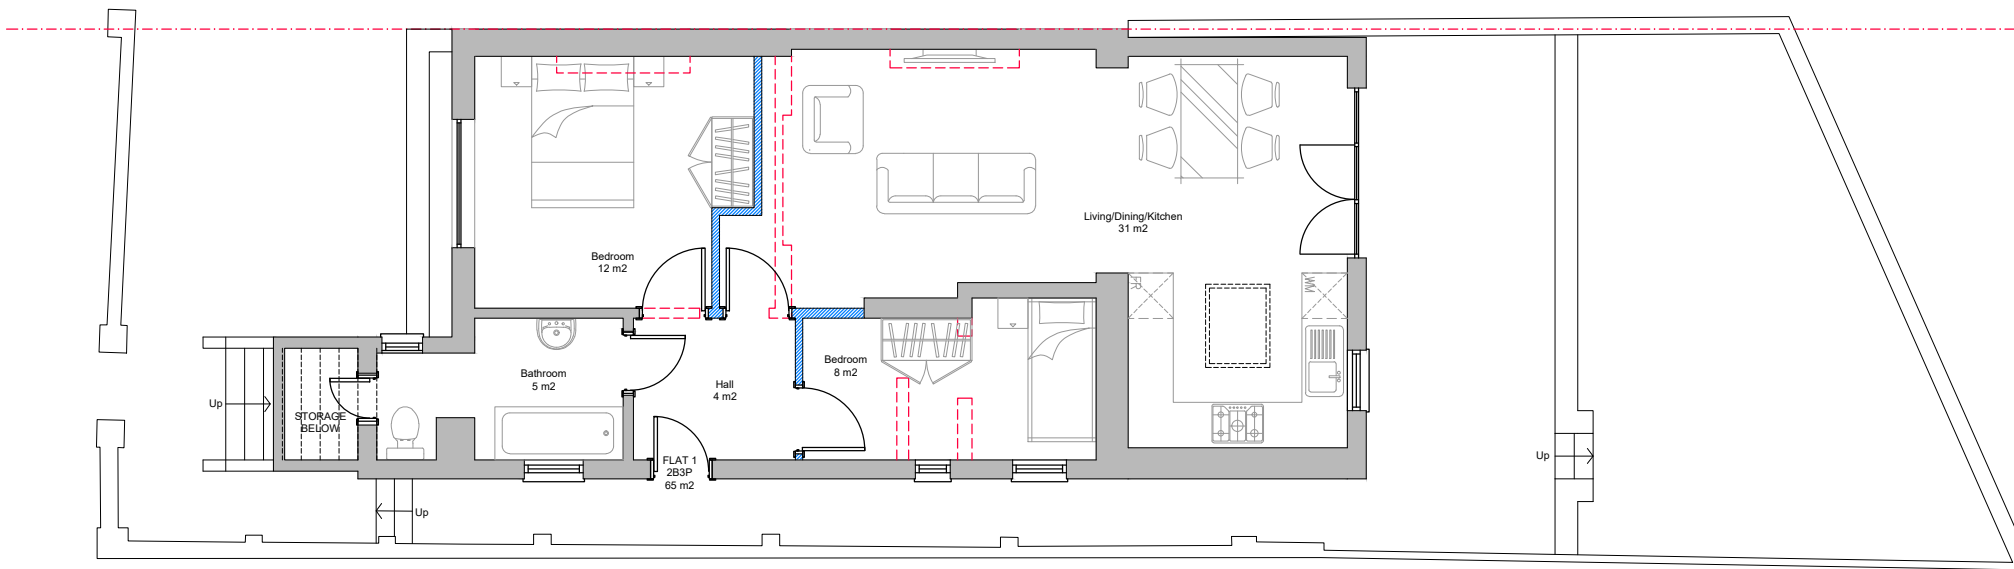 Living/Dining/Kitchen
31 m2
Bedroom
12 m2
FR
WM
Bedroom
8 m2
Bathroom
5 m2
Hall
4 m2
Up
STORAGE
BELOW
FLAT 1
2B3P
65 m2
Up
Up